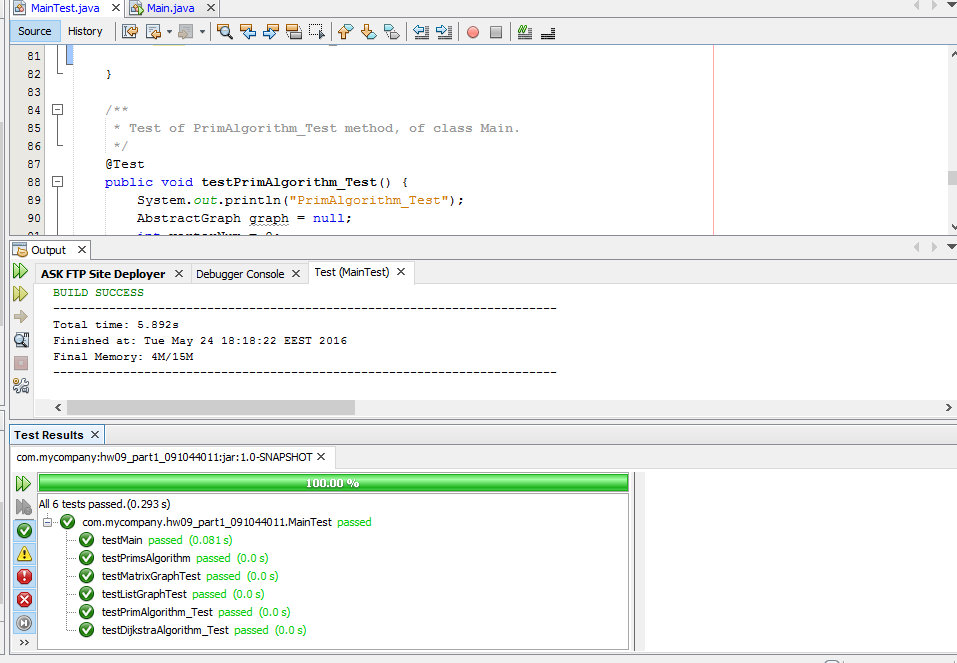 MainTest.java Main.java
Source History
81
82 }
83
84 /**
85 * Test of PrimAlgorithm_Test method, of class Main.
86 */
87 @Test
88 public void testPrimAlgorithm_Test() {
89 System.out.println("PrimAlgorithm_Test");
90 AbstractGraph graph = null;
Output
ASK FTP Site Deployer Debugger Console Test (MainTest)
BUILD SUCCESS
------------------------------------------------------------------------
Total time: 5.892s
Finished at: Tue May 24 18:18:22 EEST 2016
Final Memory: 4M/15M
------------------------------------------------------------------------
Test Results
com.mycompany:hw09_part1_091044011:jar:1.0-SNAPSHOT
100.00 %
All 6 tests passed.(0.293 s)
com.mycompany.hw09_part1_091044011.MainTest passed
testMain passed (0.081 s)
testPrimsAlgorithm passed (0.0 s)
testMatrixGraphTest passed (0.0 s)
testListGraphTest passed (0.0 s)
testPrimAlgorithm_Test passed (0.0 s)
testDijkstraAlgorithm_Test passed (0.0 s)